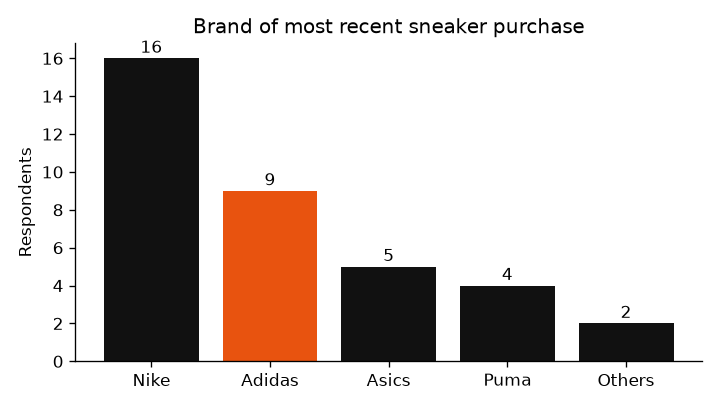 Brand of most recent sneaker purchase
Respondents
16
14
12
10
8
6
4
2
0
16
9
5
4
2
Nike
Adidas
Asics
Puma
Others